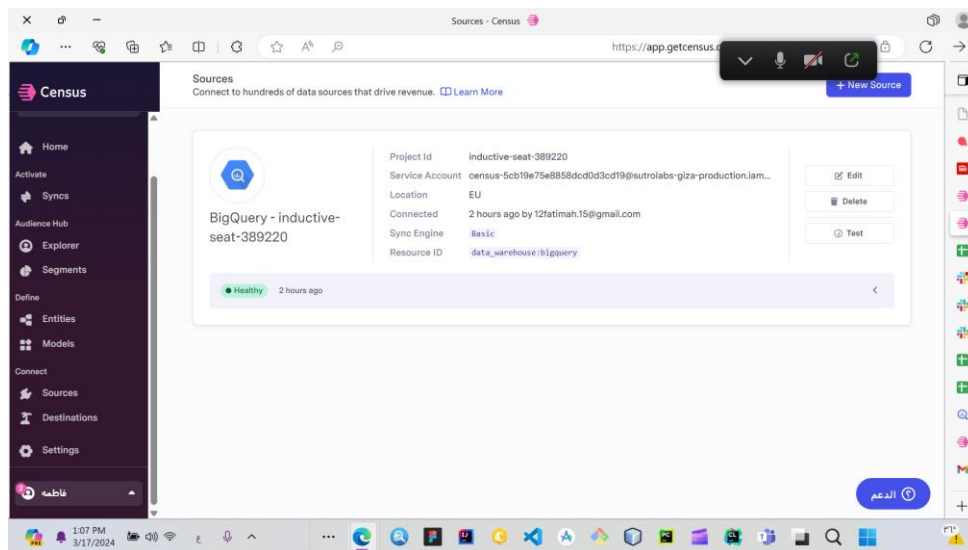 Sources - Census
https://app.getcensus.c
Census
Home
Activate
Syncs
Audience Hub
Explorer
Segments
Define
Entities
Models
Connect
Sources
Destinations
Settings
فاطمه
Sources
Connect to hundreds of data sources that drive revenue. Learn More
+ New Source
BigQuery - inductive-
seat-389220
Project Id inductive-seat-389220
Service Account census-5cb19e75e8858dcd0d3cd19@sutrolabs-giza-production.iam...
Location EU
Connected 2 hours ago by 12fatimah.15@gmail.com
Sync Engine Basic
Resource ID data_warehouse:bigquery
Edit
Delete
Test
Healthy 2 hours ago
الدعم
1:07 PM
3/17/2024
ع
PRE